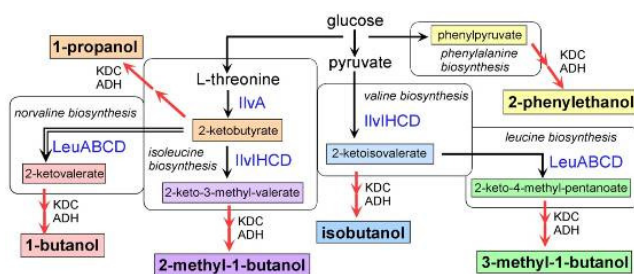 glucose
1-propanol
KDC
ADH
L-threonine
pyruvate
phenylpyruvate
phenylalanine
biosynthesis
KDC
ADH
2-phenylethanol
norvaline biosynthesis
IlvA
valine biosynthesis
LeuABCD
2-ketobutyrate
IlvIHCD
leucine biosynthesis
isoleucine
biosynthesis
IlvIHCD
2-ketoisovalerate
LeuABCD
2-ketovalerate
2-keto-3-methyl-valerate
2-keto-4-methyl-pentanoate
KDC
ADH
KDC
ADH
KDC
ADH
KDC
ADH
1-butanol
2-methyl-1-butanol
isobutanol
3-methyl-1-butanol